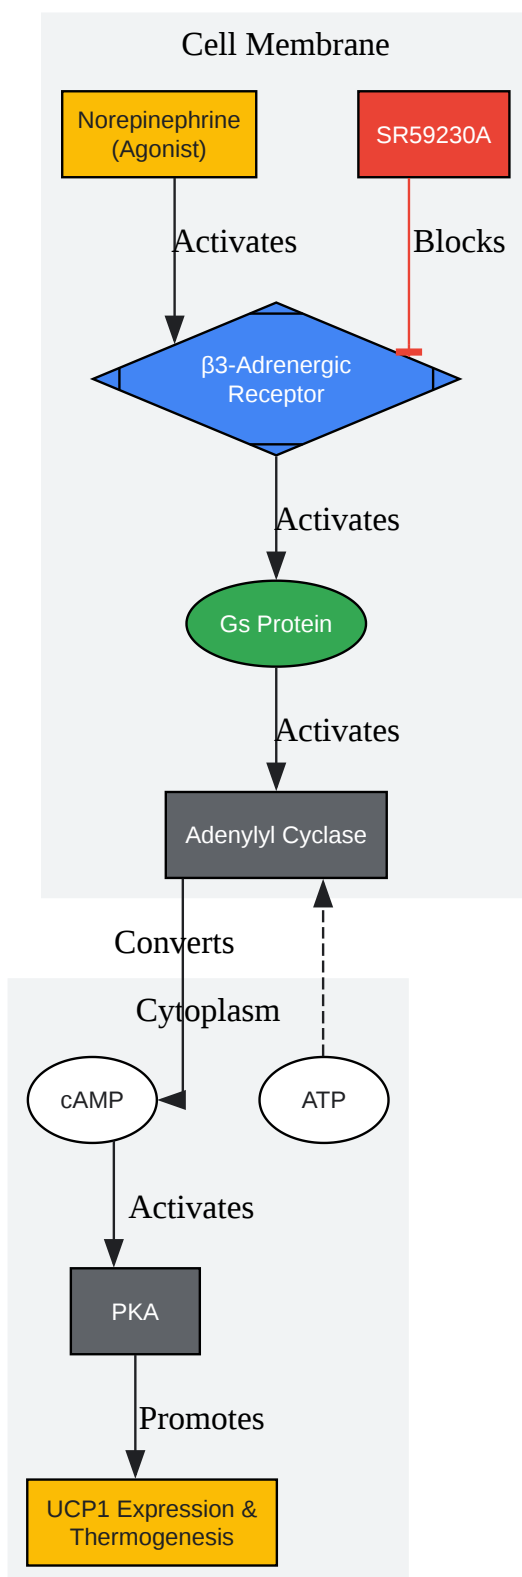 Cell Membrane
Norepinephrine
(Agonist)
SR59230A
Activates
Blocks
β3-Adrenergic
Receptor
Activates
Gs Protein
Activates
Adenylyl Cyclase
Converts
Cytoplasm
cAMP
ATP
Activates
PKA
Promotes
UCP1 Expression &
Thermogenesis